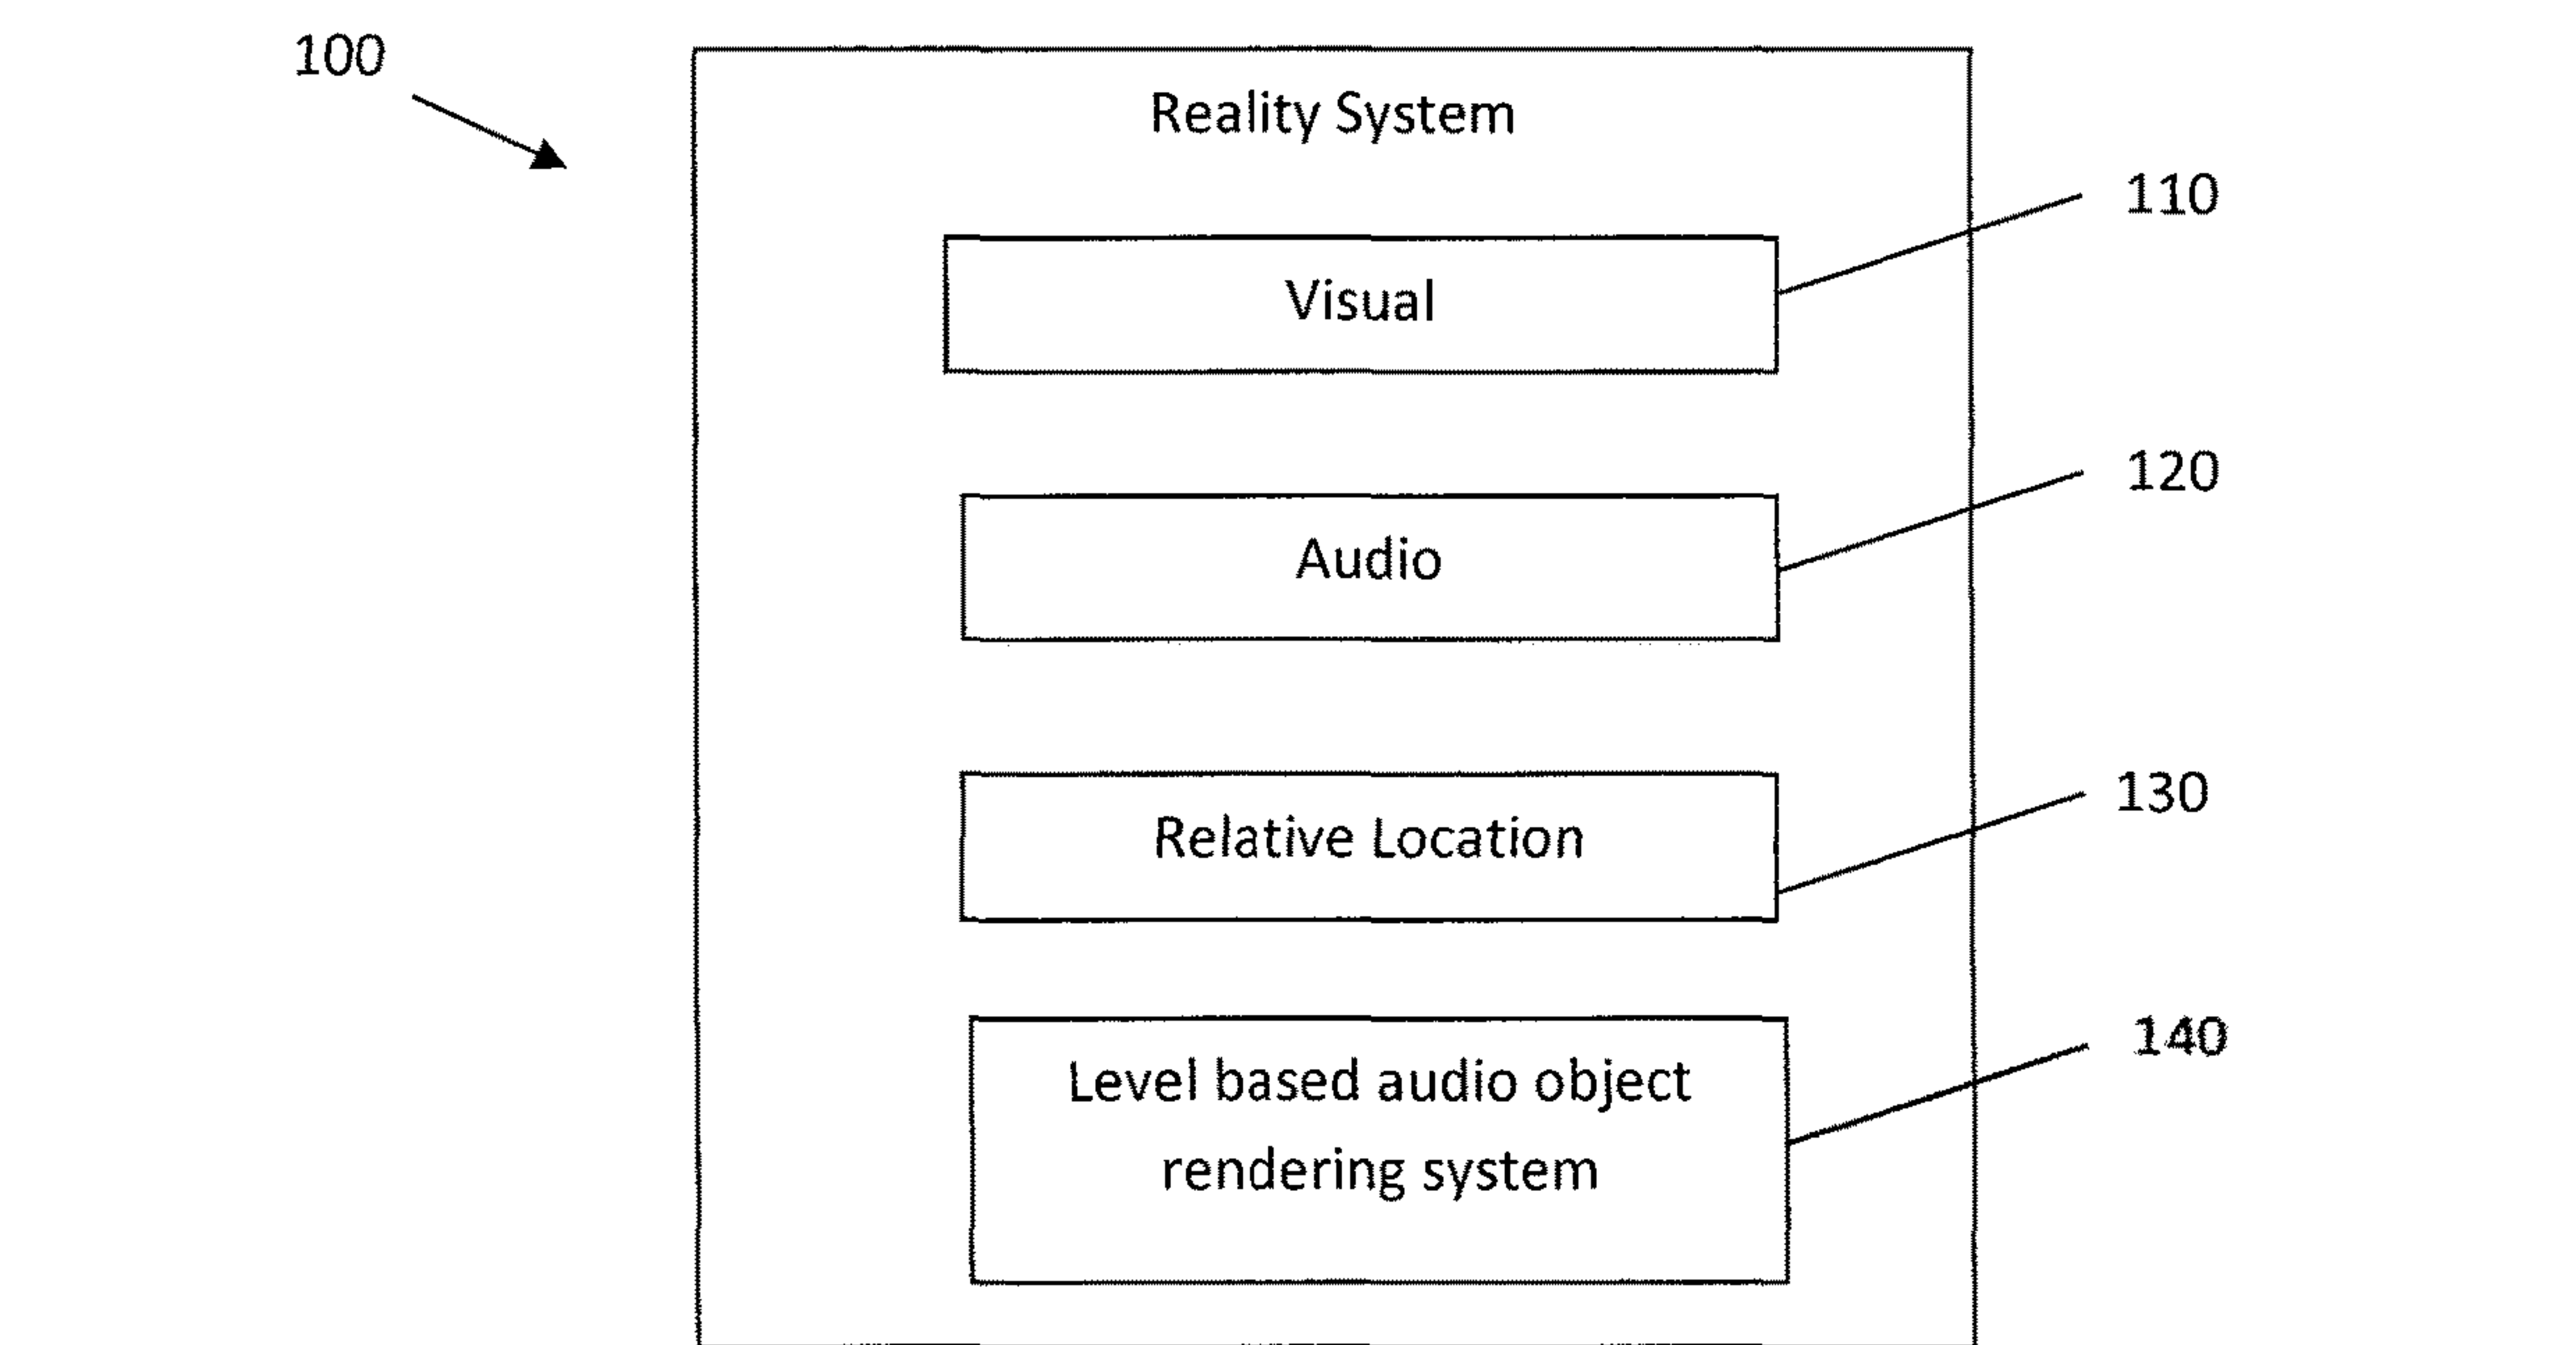 100
Reality System
110
Visual
120
Audio
130
Relative Location
140
Level based audio object
rendering system